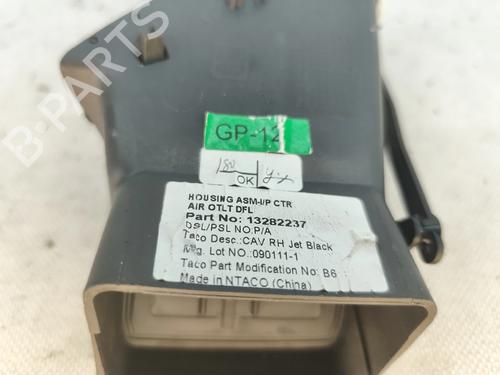 B-PARTS
GP-12
180
OK
HOUSING ASM-I/P CTR
AIR OTLT DFL
Part No: 13282237
DSL/PSL NO:P/A
Taco Desc.:CAV RH Jet Black
Mfg. Lot NO.:090111-1
Taco Part Modification No: B6
Made in NTACO (China)